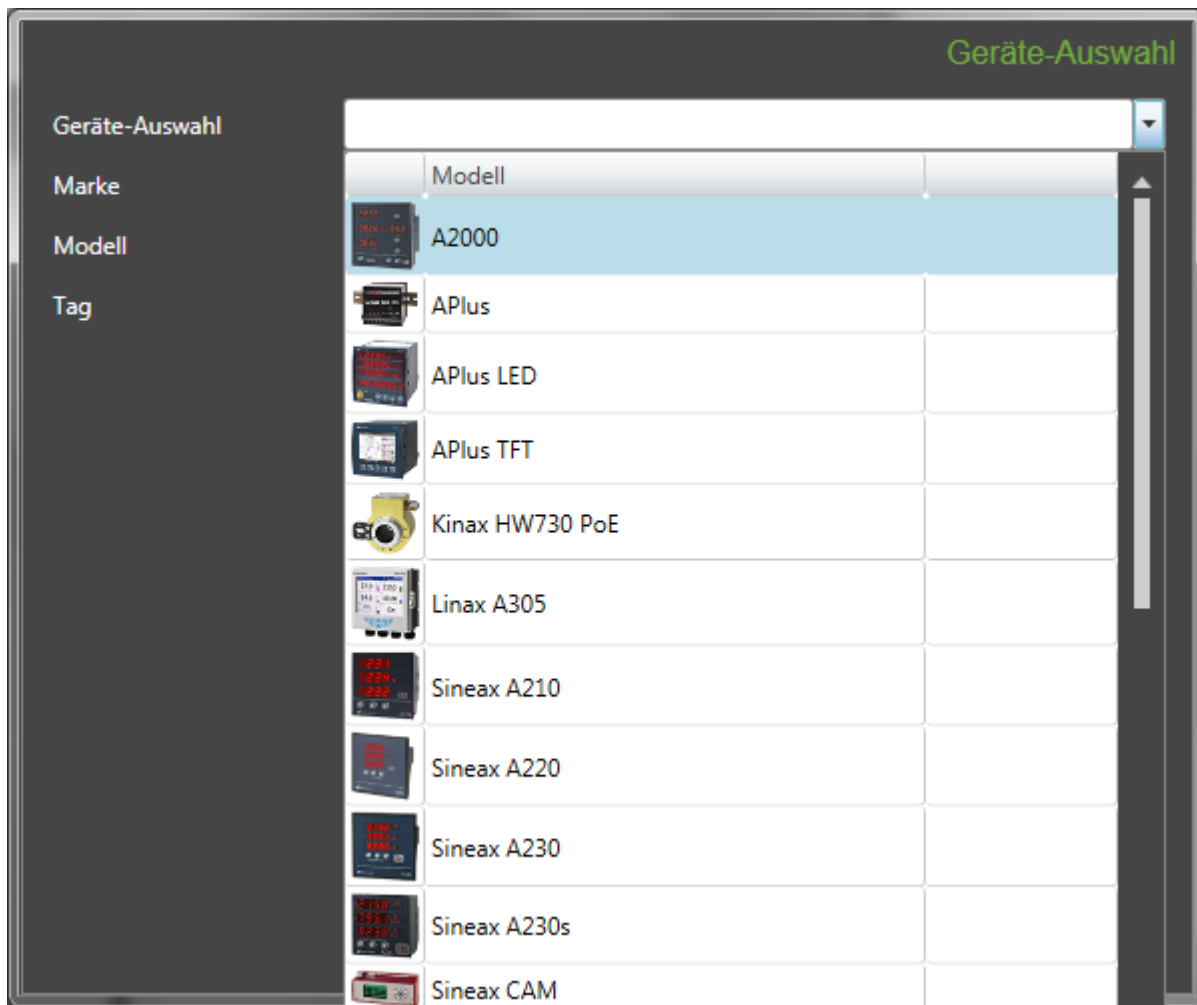 Geräte-Auswahl
Geräte-Auswahl
Marke
Modell
Tag
Modell
A2000
APlus
APlus LED
APlus TFT
Kinax HW730 PoE
Linax A305
Sineax A210
Sineax A220
Sineax A230
Sineax A230s
Sineax CAM